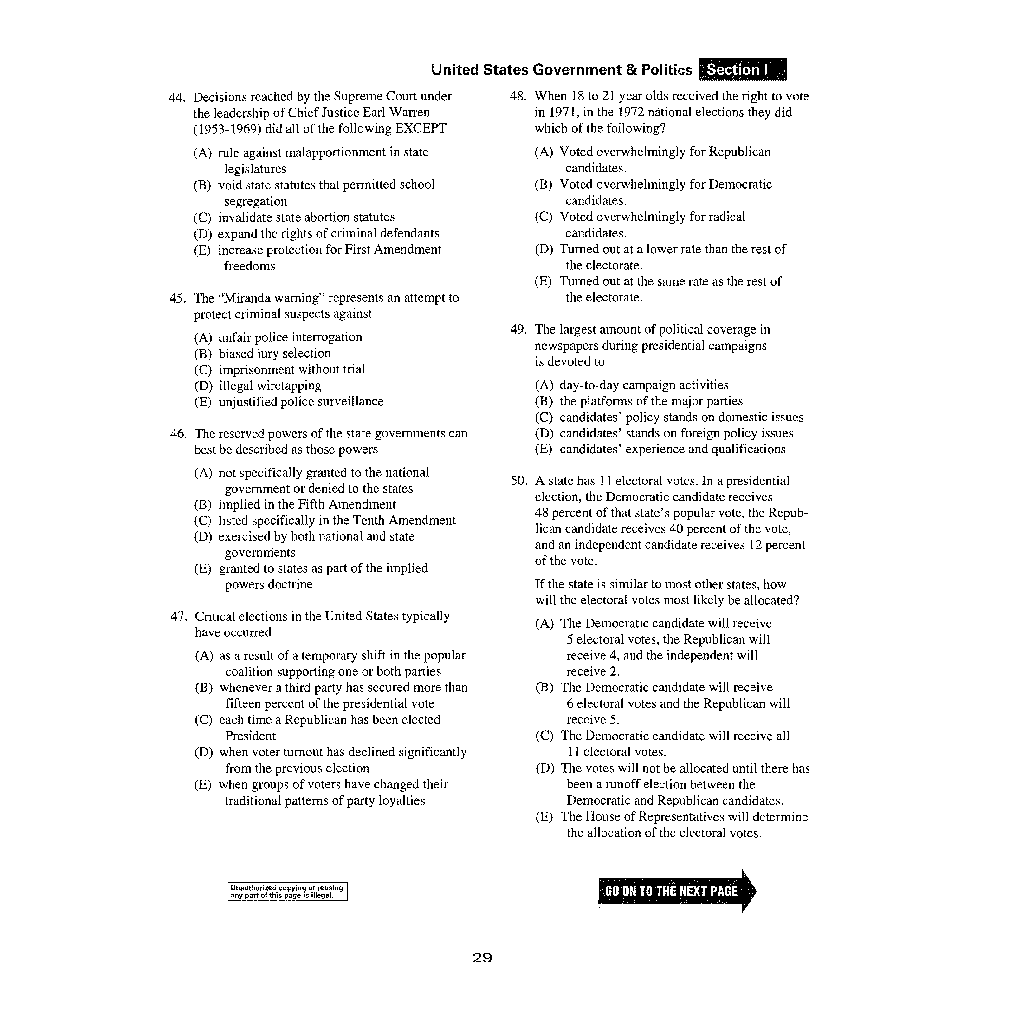 United States Government & Politics Section I
44. Decisions reached by the Supreme Court under
the leadership of Chief Justice Earl Warren
(1953-1969) did all of the following EXCEPT
(A) rule against malapportionment in state
legislatures
(B) void state statutes that permitted school
segregation
(C) invalidate state abortion statutes
(D) expand the rights of criminal defendants
(E) increase protection for First Amendment
freedoms
45. The "Miranda warning" represents an attempt to
protect criminal suspects against
(A) unfair police interrogation
(B) biased jury selection
(C) imprisonment without trial
(D) illegal wiretapping
(E) unjustified police surveillance
46. The reserved powers of the state governments can
best be described as those powers
(A) not specifically granted to the national
government or denied to the states
(B) implied in the Fifth Amendment
(C) listed specifically in the Tenth Amendment
(D) exercised by both national and state
governments
(E) granted to states as part of the implied
powers doctrine
47. Critical elections in the United States typically
have occurred
(A) as a result of a temporary shift in the popular
coalition supporting one or both parties
(B) whenever a third party has secured more than
fifteen percent of the presidential vote
(C) each time a Republican has been elected
President
(D) when voter turnout has declined significantly
from the previous election
(E) when groups of voters have changed their
traditional patterns of party loyalties
48. When 18 to 21 year olds received the right to vote
in 1971, in the 1972 national elections they did
which of the following?
(A) Voted overwhelmingly for Republican
candidates.
(B) Voted overwhelmingly for Democratic
candidates.
(C) Voted overwhelmingly for radical
candidates.
(D) Turned out at a lower rate than the rest of
the electorate.
(E) Turned out at the same rate as the rest of
the electorate.
49. The largest amount of political coverage in
newspapers during presidential campaigns
is devoted to
(A) day-to-day campaign activities
(B) the platforms of the major parties
(C) candidates' policy stands on domestic issues
(D) candidates' stands on foreign policy issues
(E) candidates' experience and qualifications
50. A state has 11 electoral votes. In a presidential
election, the Democratic candidate receives
48 percent of that state's popular vote, the Repub-
lican candidate receives 40 percent of the vote,
and an independent candidate receives 12 percent
of the vote.
If the state is similar to most other states, how
will the electoral votes most likely be allocated?
(A) The Democratic candidate will receive
5 electoral votes, the Republican will
receive 4, and the independent will
receive 2.
(B) The Democratic candidate will receive
6 electoral votes and the Republican will
receive 5.
(C) The Democratic candidate will receive all
11 electoral votes.
(D) The votes will not be allocated until there has
been a runoff election between the
Democratic and Republican candidates.
(E) The House of Representatives will determine
the allocation of the electoral votes.
Unauthorized copying or reusing
any part of this page is illegal.
GO ON TO THE NEXT PAGE
29